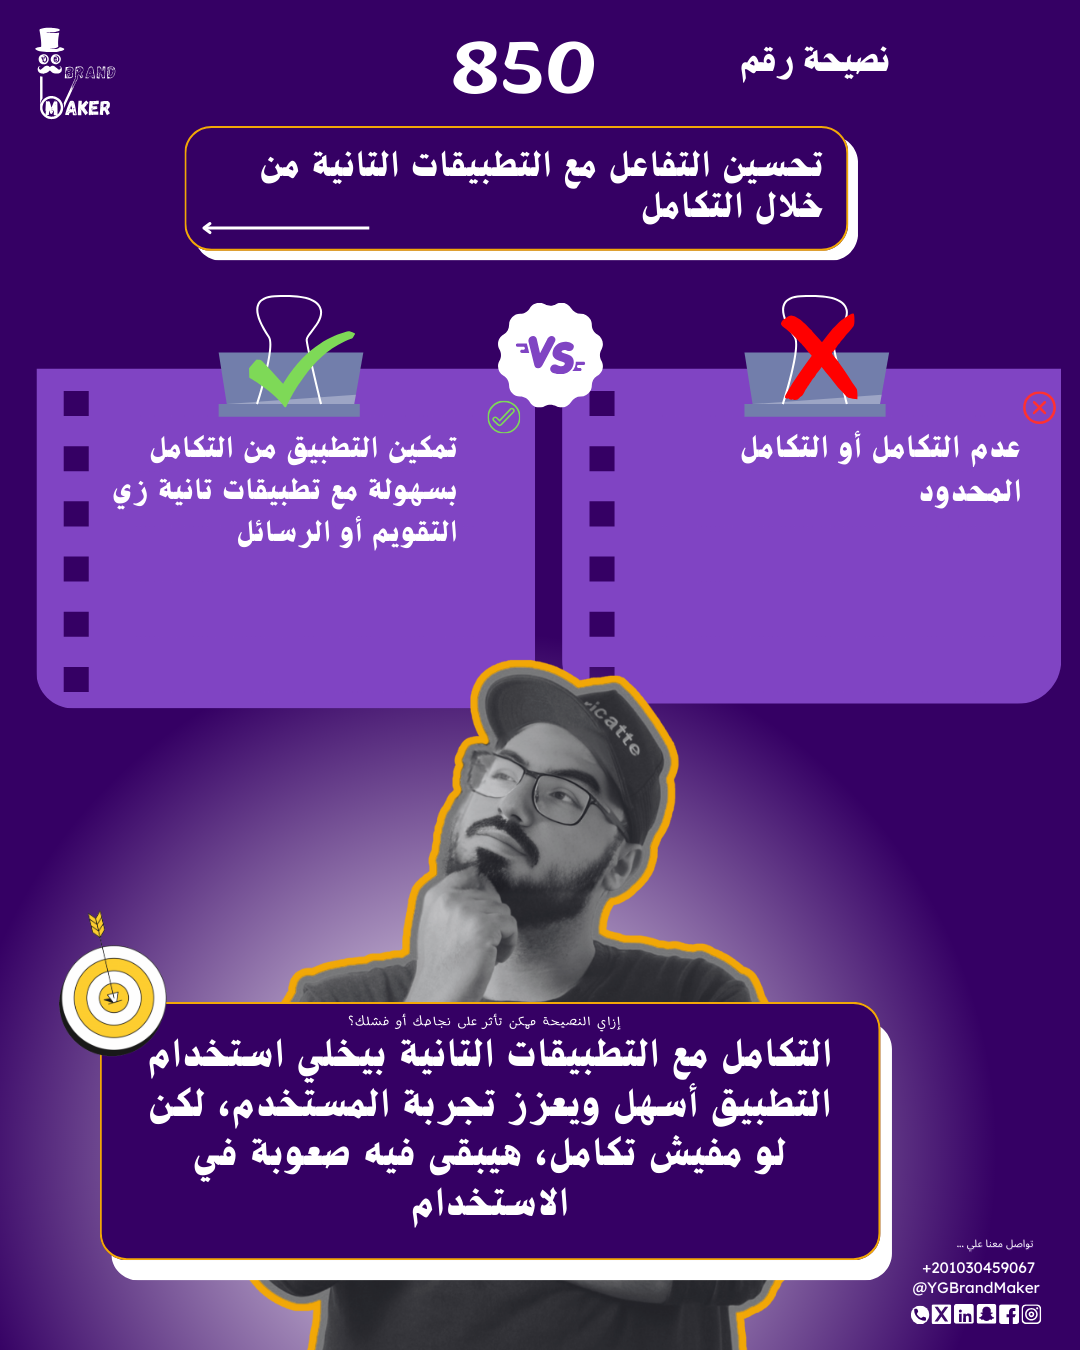 BRAND
MAKER
نصيحة رقم
850
تحسين التفاعل مع التطبيقات التانية من
خلال التكامل
VS
عدم التكامل أو التكامل
المحدود
تمكين التطبيق من التكامل
بسهولة مع تطبيقات تانية زي
التقويم أو الرسائل
icatte
إزاي النصيحة مهكن تأثر على نجاحك أو فشلك؟
التكامل مع التطبيقات التانية بيخلي استخدام
التطبيق أسهل ويعزز تجربة المستخدم، لكن
لو مفيش تكامل، هيبقى فيه صعوبة في
الاستخدام
تواصل معنا علي ...
+201030459067
@YGBrandMaker